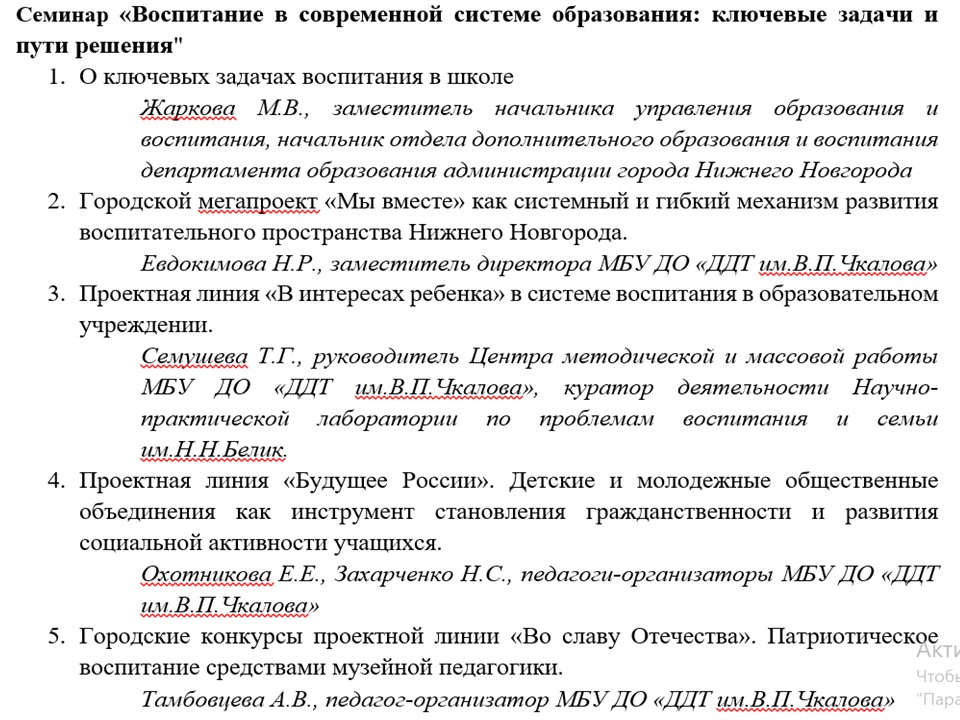 Семинар «Воспитание в современной системе образования: ключевые задачи и
пути решения"
1. О ключевых задачах воспитания в школе
Жаркова М.В., заместитель начальника управления образования и
воспитания, начальник отдела дополнительного образования и воспитания
департамента образования администрации города Нижнего Новгорода
2. Городской мегапроект «Мы вместе» как системный и гибкий механизм развития
воспитательного пространства Нижнего Новгорода.
Евдокимова Н.Р., заместитель директора МБУ ДО «ДДТ им.В.П.Чкалова»
3. Проектная линия «В интересах ребенка» в системе воспитания в образовательном
учреждении.
Семушева Т.Г., руководитель Центра методической и массовой работы
МБУ ДО «ДДТ им.В.П.Чкалова», куратор деятельности Научно-
практической лаборатории по проблемам воспитания и семьи
им.Н.Н.Белик.
4. Проектная линия «Будущее России». Детские и молодежные общественные
объединения как инструмент становления гражданственности и развития
социальной активности учащихся.
Охотникова Е.Е., Захарченко Н.С., педагоги-организаторы МБУ ДО «ДДТ
им.В.П.Чкалова»
5. Городские конкурсы проектной линии «Во славу Отечества». Патриотическое
воспитание средствами музейной педагогики.
Тамбовцева А.В., педагог-организатор МБУ ДО «ДДТ им.В.П.Чкалова»
Акти
Чтобы
"Пара